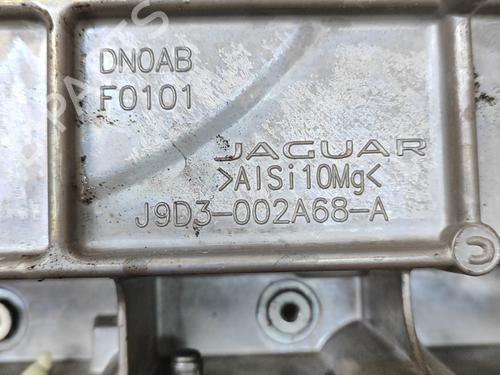 DN0AB
F0101
JAGUAR
>AlSi10Mg<
J9D3-002A68-A